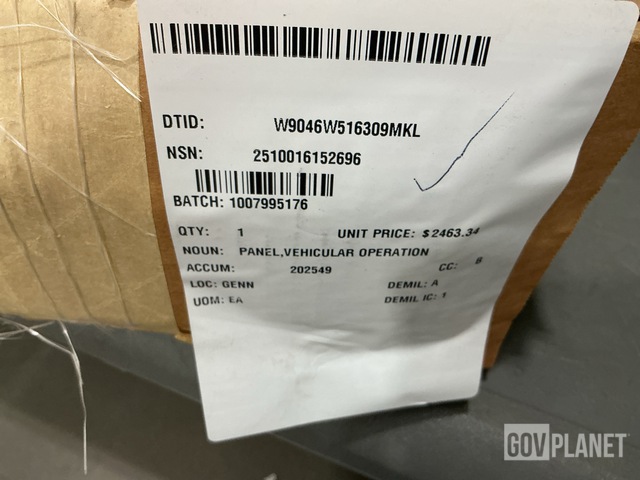 DTID: W9046W516309MKL
NSN: 2510016152696
BATCH: 1007995176
QTY: 1 UNIT PRICE: $2463.34
NOUN: PANEL,VEHICULAR OPERATION
ACCUM: 202549 CC: B
LOC: GENN DEMIL: A
UOM: EA DEMIL IC: 1
GOVPLANET